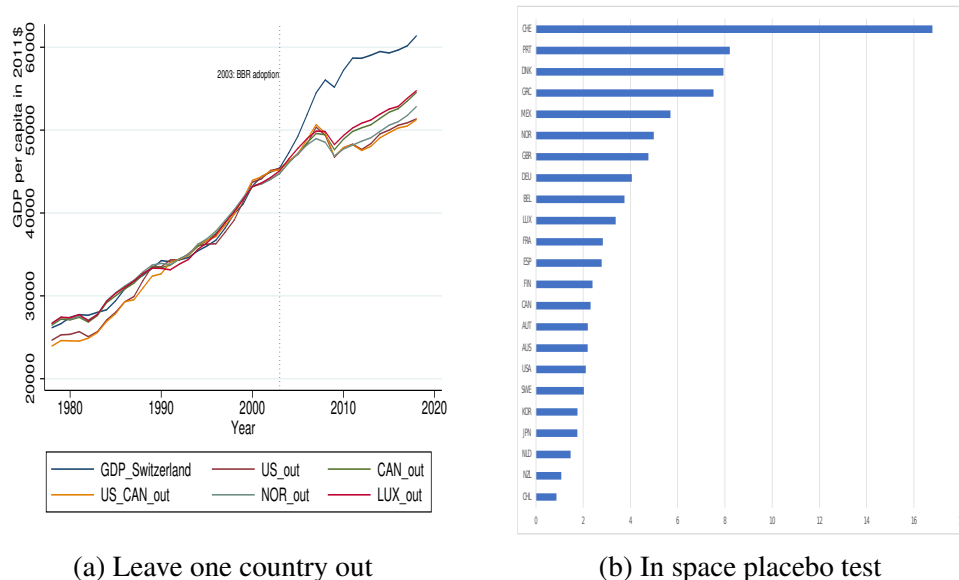 GDP per capita in 2011$
60000
50000
40000
30000
20000
2003: BBR adoption
1980
1990
2000
2010
2020
Year
GDP_Switzerland
US_out
CAN_out
US_CAN_out
NOR_out
LUX_out
(a) Leave one country out
CHE
PRT
DNK
GRC
MEX
NOR
GBR
DEU
BEL
LUX
FRA
ESP
FIN
CAN
AUT
AUS
USA
SWE
KOR
JPN
NLD
NZL
CHL
0
2
4
6
8
10
12
14
16
(b) In space placebo test